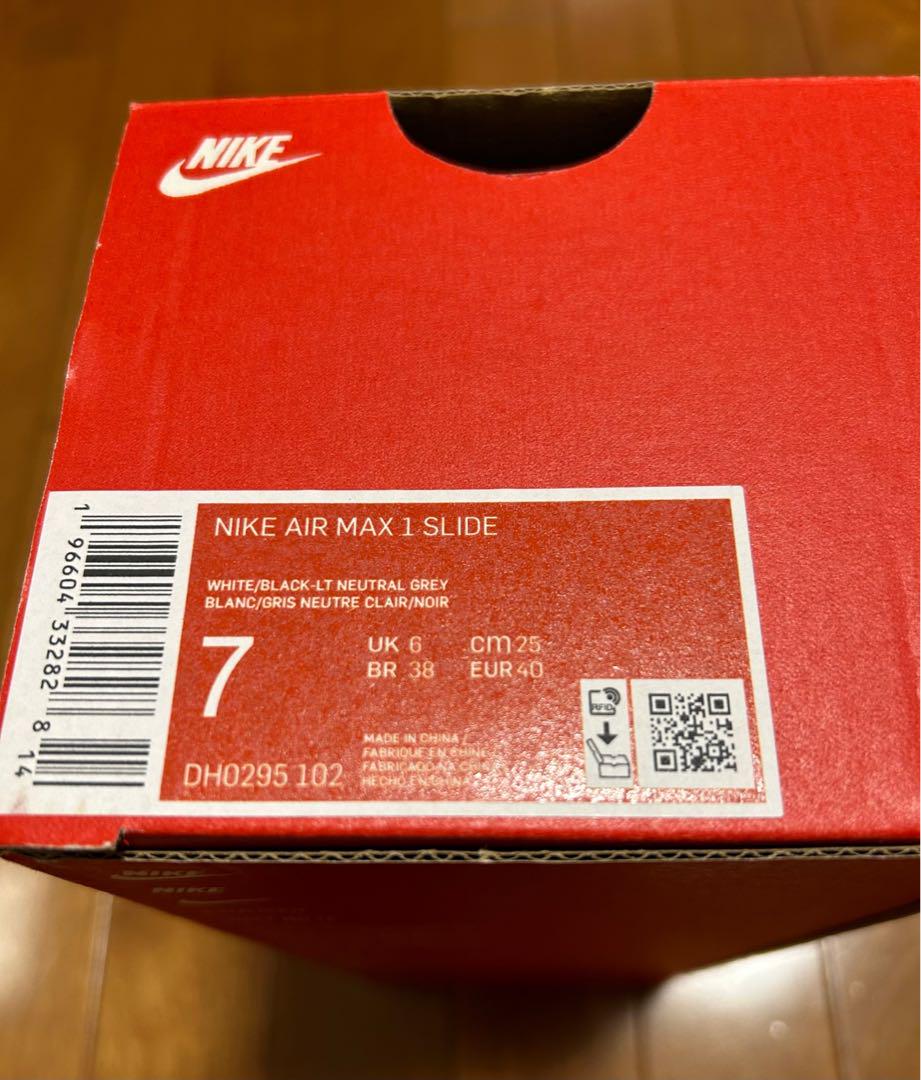 NIKE
NIKE AIR MAX 1 SLIDE
WHITE/BLACK-LT NEUTRAL GREY
BLANC/GRIS NEUTRE CLAIR/NOIR
7
UK 6 cm 25
BR 38 EUR 40
RFID
MADE IN CHINA /
FABRIQUE EN CHINE /
FABRICADO NA CHINA
HECHO EN CHINA
DH0295 102
1 96604 33282 8 14
NIKE
NIKE